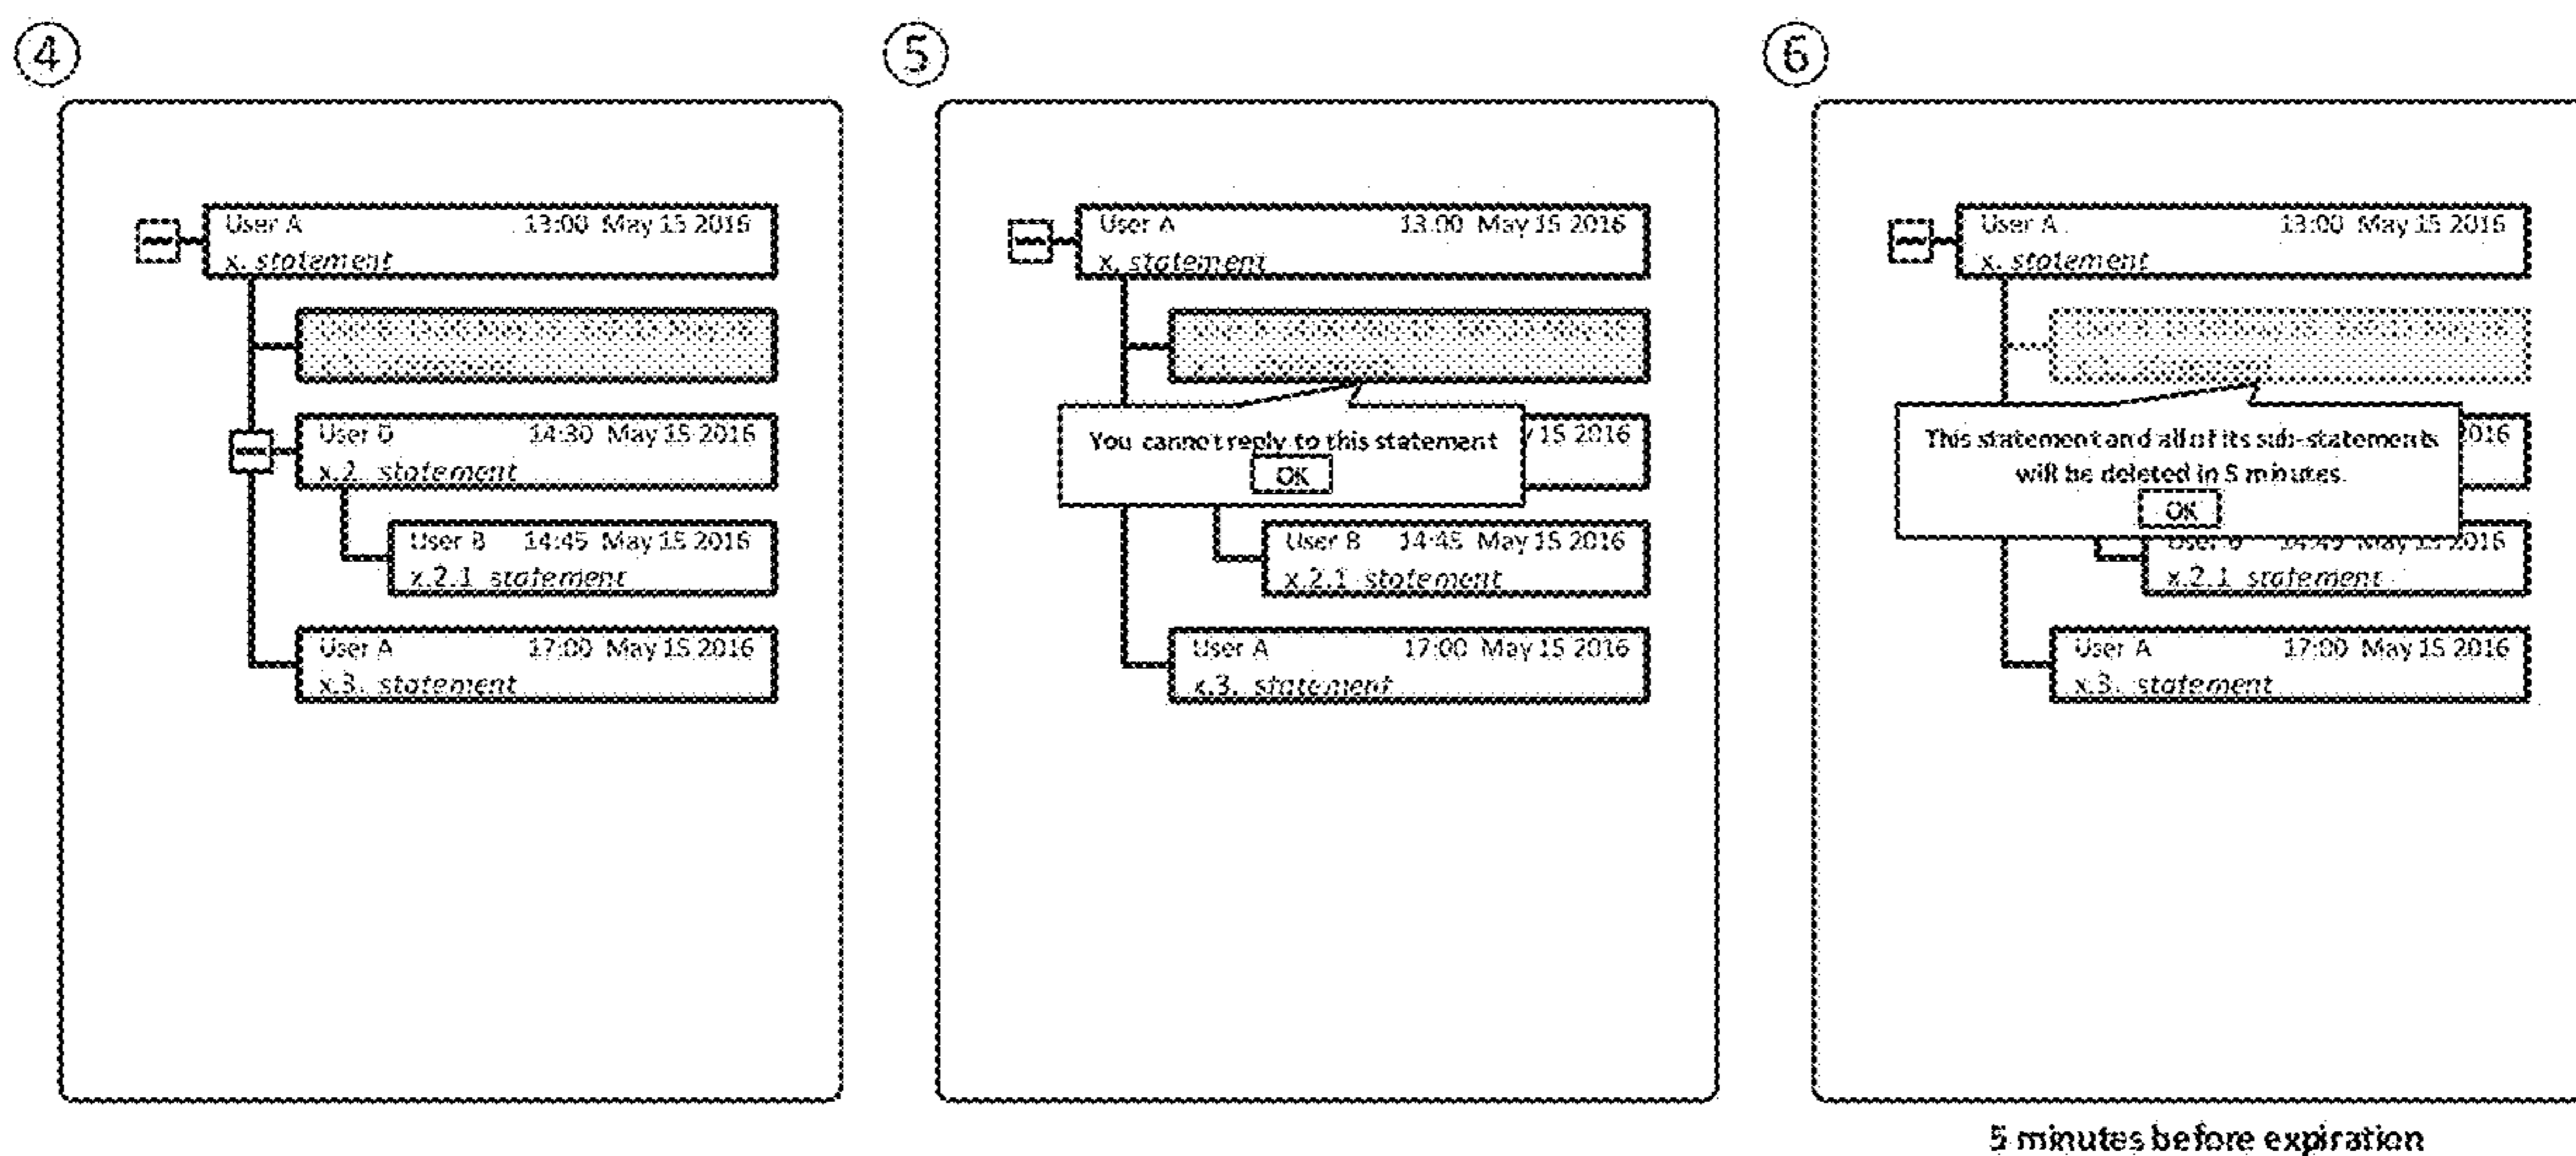 ④
User A 13:00 May 15 2016
x. statement
14:30 May 15 2016
x.2. statement
User B 14:45 May 15 2016
x.2.1 statement
User A 17:00 May 15 2016
x.3. statement
⑤
User A 13:00 May 15 2016
x. statement
You cannot reply to this statement
OK
15 2016
User B 14:45 May 15 2016
x.2.1 statement
User A 17:00 May 15 2016
x.3. statement
⑥
User A 13:00 May 15 2016
x. statement
This statement and all of its sub-statements
will be deleted in 5 minutes.
OK
2016
2016
x.2.1 statement
User A 17:00 May 15 2016
x.3. statement
5 minutes before expiration